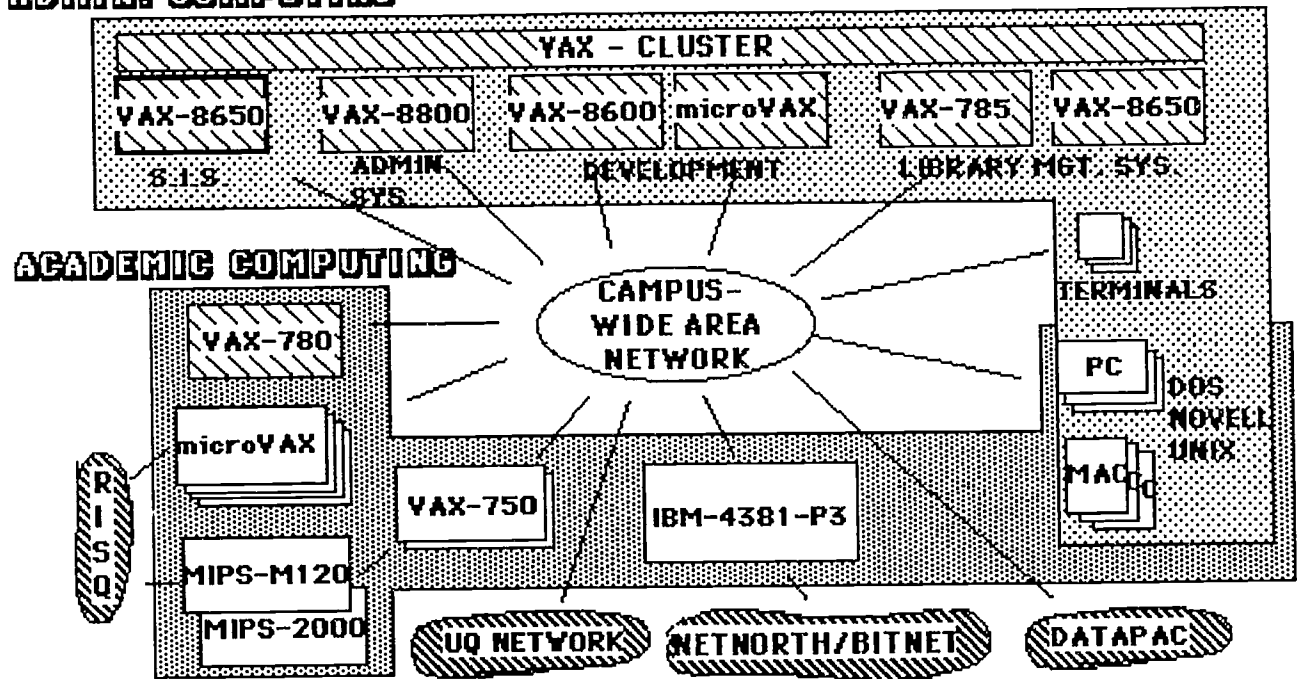 ADMIN. COMPUTING
VAX - CLUSTER
VAX-8650
VAX-8800
VAX-8600
microVAX
VAX-785
VAX-8650
S.I.S
ADMIN
SYS.
DEVELOPMENT
LIBRARY MGT. SYS.
ACADEMIC COMPUTING
CAMPUS-
WIDE AREA
NETWORK
TERMINALS
VAX-780
PC
DOS
NOVELL
UNIX
microVAX
MAC
R
I
S
Q
VAX-750
IBM-4381-P3
MIPS-M120
MIPS-2000
UQ NETWORK
NETNORTH/BITNET
DATAPAC